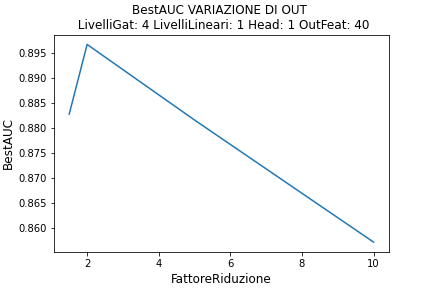 BestAUC VARIAZIONE DI OUT
LivelliGat: 4 LivelliLineari: 1 Head: 1 OutFeat: 40
0.895
0.890
0.885
0.880
0.875
0.870
0.865
0.860
BestAUC
2 4 6 8 10
FattoreRiduzione